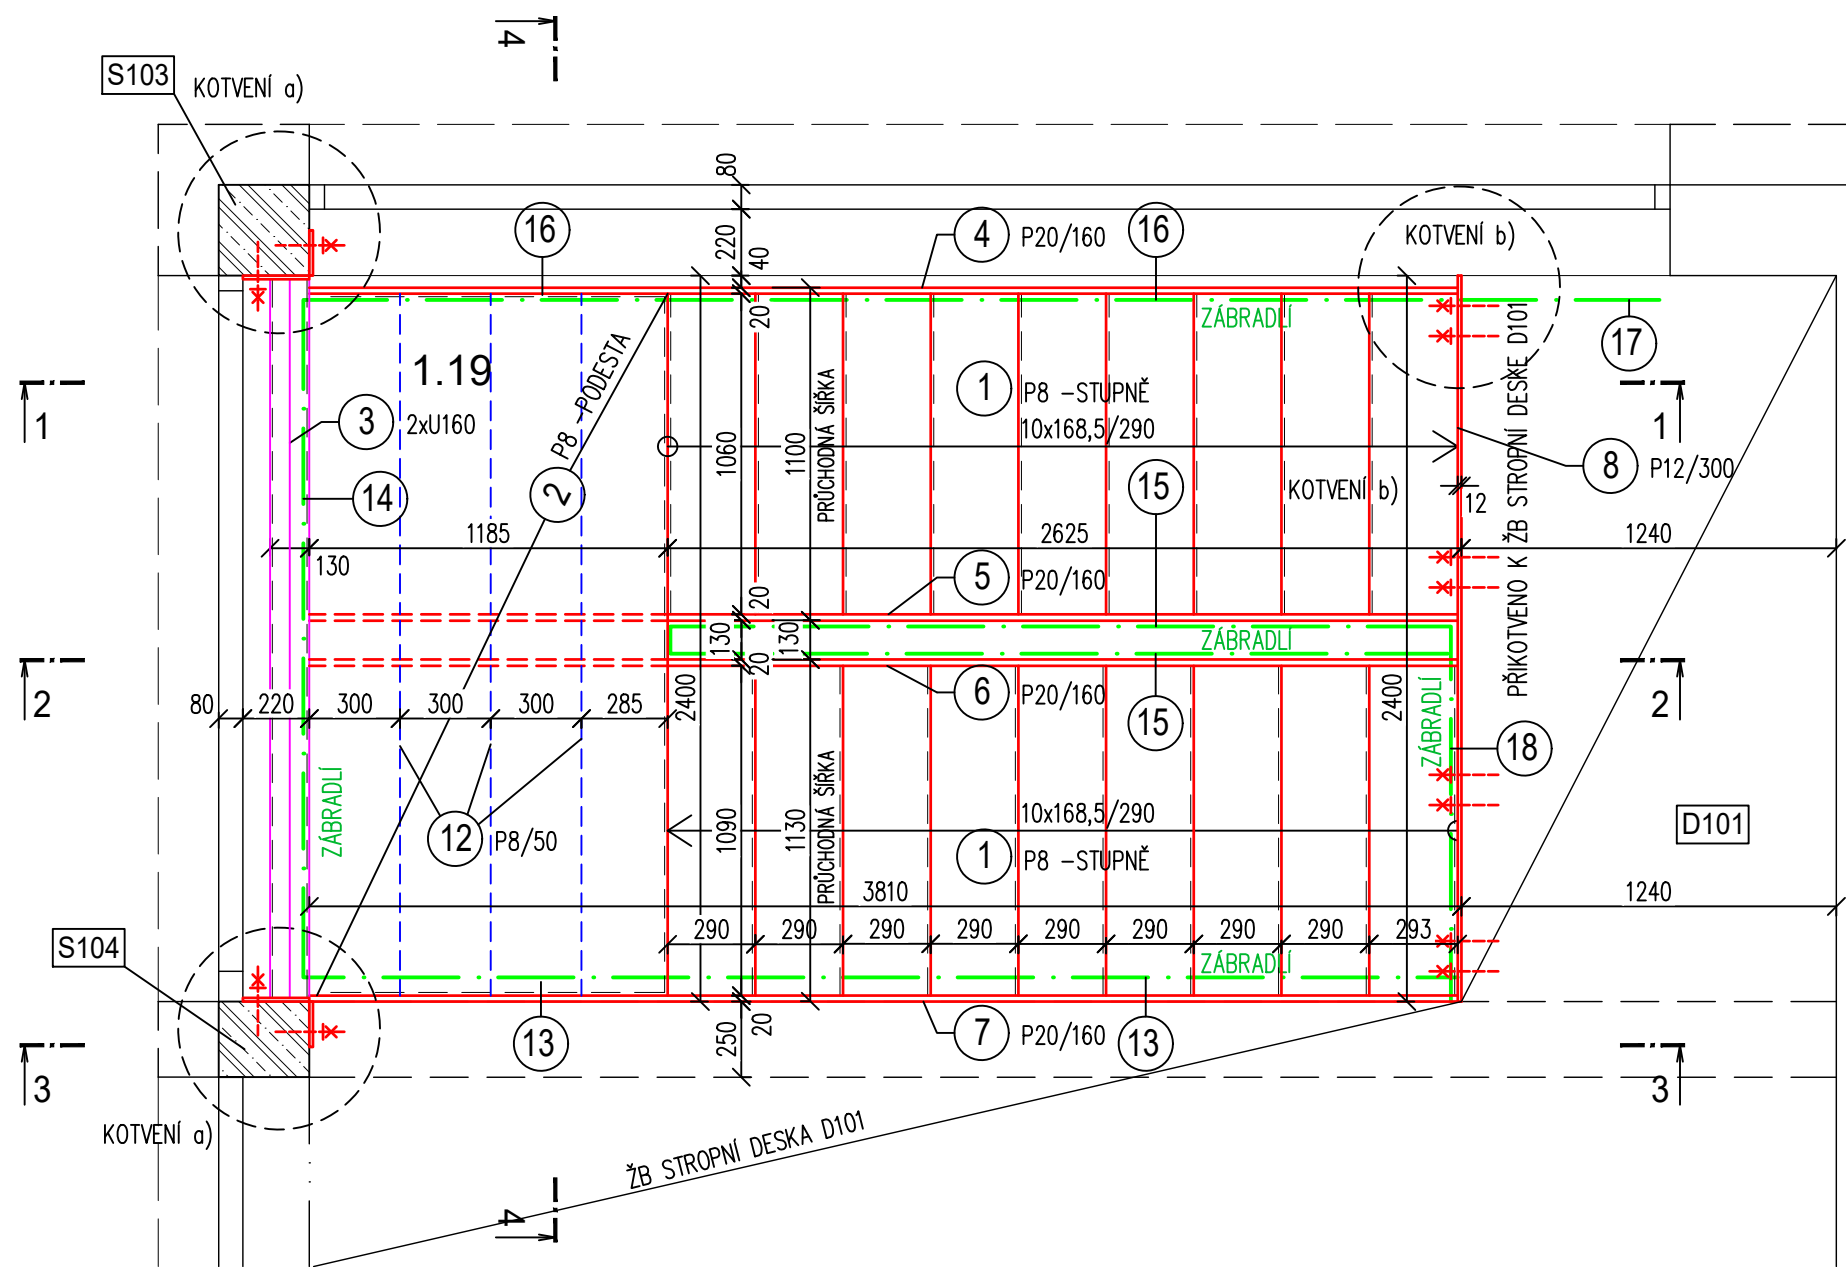 4
S103
KOTVENÍ a)
80
16
4
P20/160
16
KOTVENÍ b)
220
40
20
ZÁBRADLÍ
17
1.19
P8 -PODESTA
1
P8 -STUPNĚ
10x168,5/290
1
1
3
2xU160
1060
1100
PRŮCHODNÁ ŠÍŘKA
PŘIKOTVENO K ŽB STROPNÍ DESKE D101
8
P12/300
14
2
15
KOTVENÍ b)
12
1185
2625
1240
130
5
P20/160
20
130
130
ZÁBRADLÍ
20
2
2
6
P20/160
80
220
300
300
300
285
2400
2400
15
ZÁBRADLÍ
18
ZÁBRADLÍ
12
P8/50
1090
1130
PRŮCHODNÁ ŠÍŘKA
10x168,5/290
1
P8 -STUPNĚ
D101
3810
1240
290
290
290
290
290
290
290
290
293
S104
ZÁBRADLÍ
13
250
20
7
P20/160
13
3
3
KOTVENÍ a)
ŽB STROPNÍ DESKA D101
4